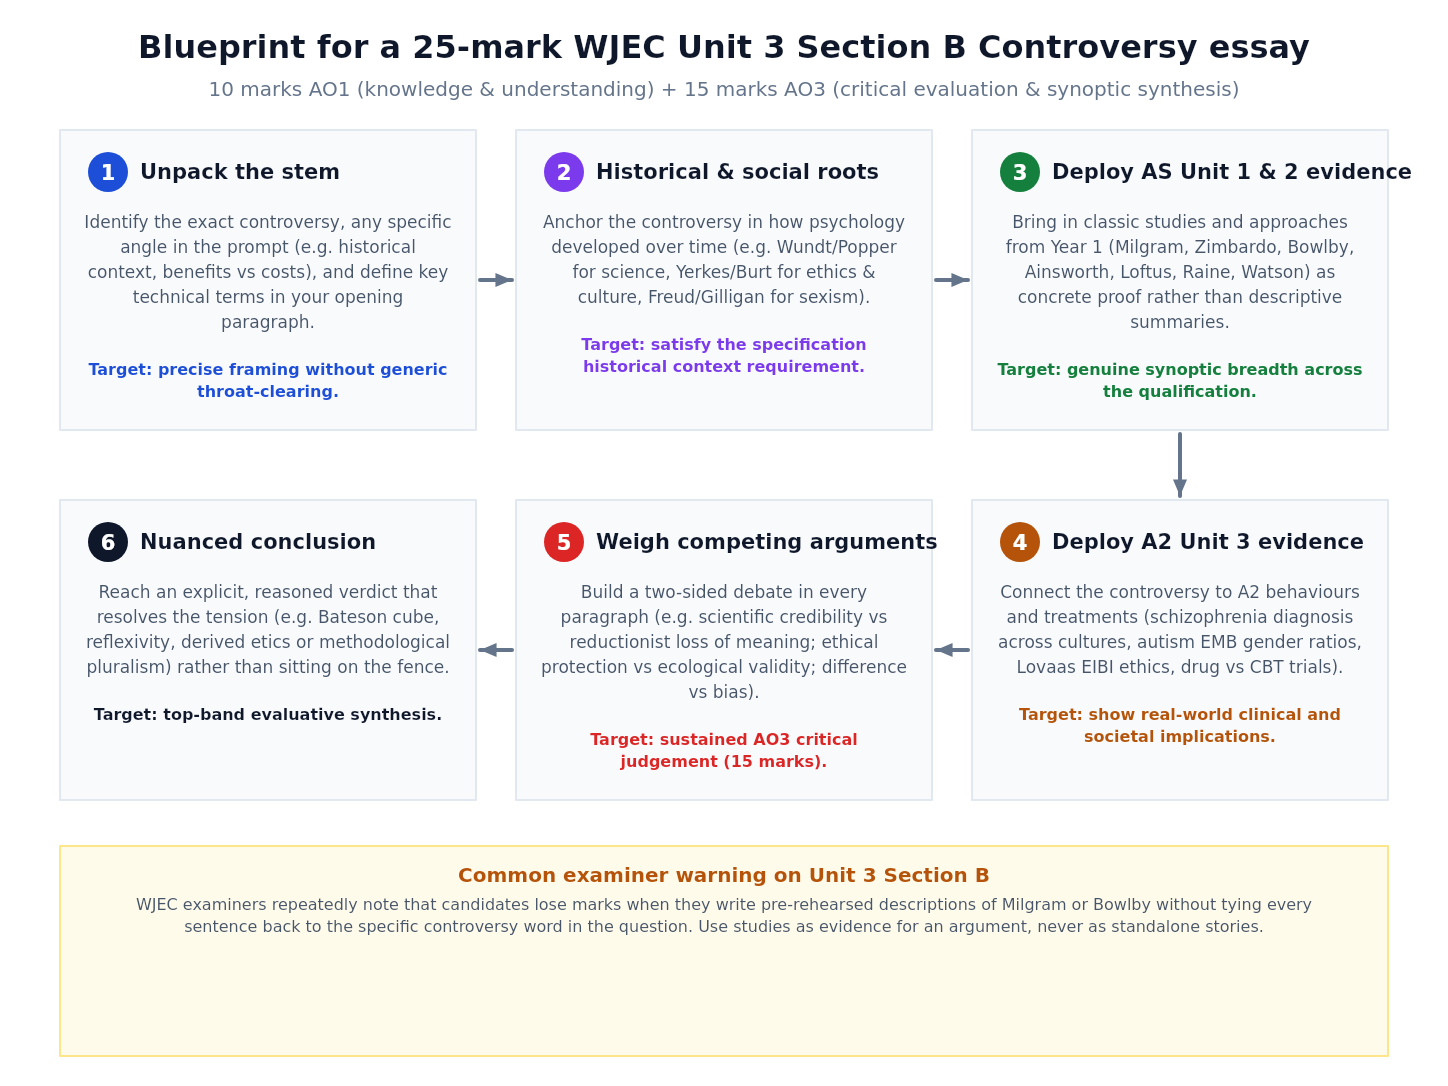 Blueprint for a 25-mark WJEC Unit 3 Section B Controversy essay
10 marks AO1 (knowledge & understanding) + 15 marks AO3 (critical evaluation & synoptic synthesis)
1 Unpack the stem
Identify the exact controversy, any specific
angle in the prompt (e.g. historical
context, benefits vs costs), and define key
technical terms in your opening
paragraph.
Target: precise framing without generic
throat-clearing.
2 Historical & social roots
Anchor the controversy in how psychology
developed over time (e.g. Wundt/Popper
for science, Yerkes/Burt for ethics &
culture, Freud/Gilligan for sexism).
Target: satisfy the specification
historical context requirement.
3 Deploy AS Unit 1 & 2 evidence
Bring in classic studies and approaches
from Year 1 (Milgram, Zimbardo, Bowlby,
Ainsworth, Loftus, Raine, Watson) as
concrete proof rather than descriptive
summaries.
Target: genuine synoptic breadth across
the qualification.
4 Deploy A2 Unit 3 evidence
Connect the controversy to A2 behaviours
and treatments (schizophrenia diagnosis
across cultures, autism EMB gender ratios,
Lovaas EIBI ethics, drug vs CBT trials).
Target: show real-world clinical and
societal implications.
5 Weigh competing arguments
Build a two-sided debate in every
paragraph (e.g. scientific credibility vs
reductionist loss of meaning; ethical
protection vs ecological validity; difference
vs bias).
Target: sustained AO3 critical
judgement (15 marks).
6 Nuanced conclusion
Reach an explicit, reasoned verdict that
resolves the tension (e.g. Bateson cube,
reflexivity, derived etics or methodological
pluralism) rather than sitting on the fence.
Target: top-band evaluative synthesis.
Common examiner warning on Unit 3 Section B
WJEC examiners repeatedly note that candidates lose marks when they write pre-rehearsed descriptions of Milgram or Bowlby without tying every
sentence back to the specific controversy word in the question. Use studies as evidence for an argument, never as standalone stories.